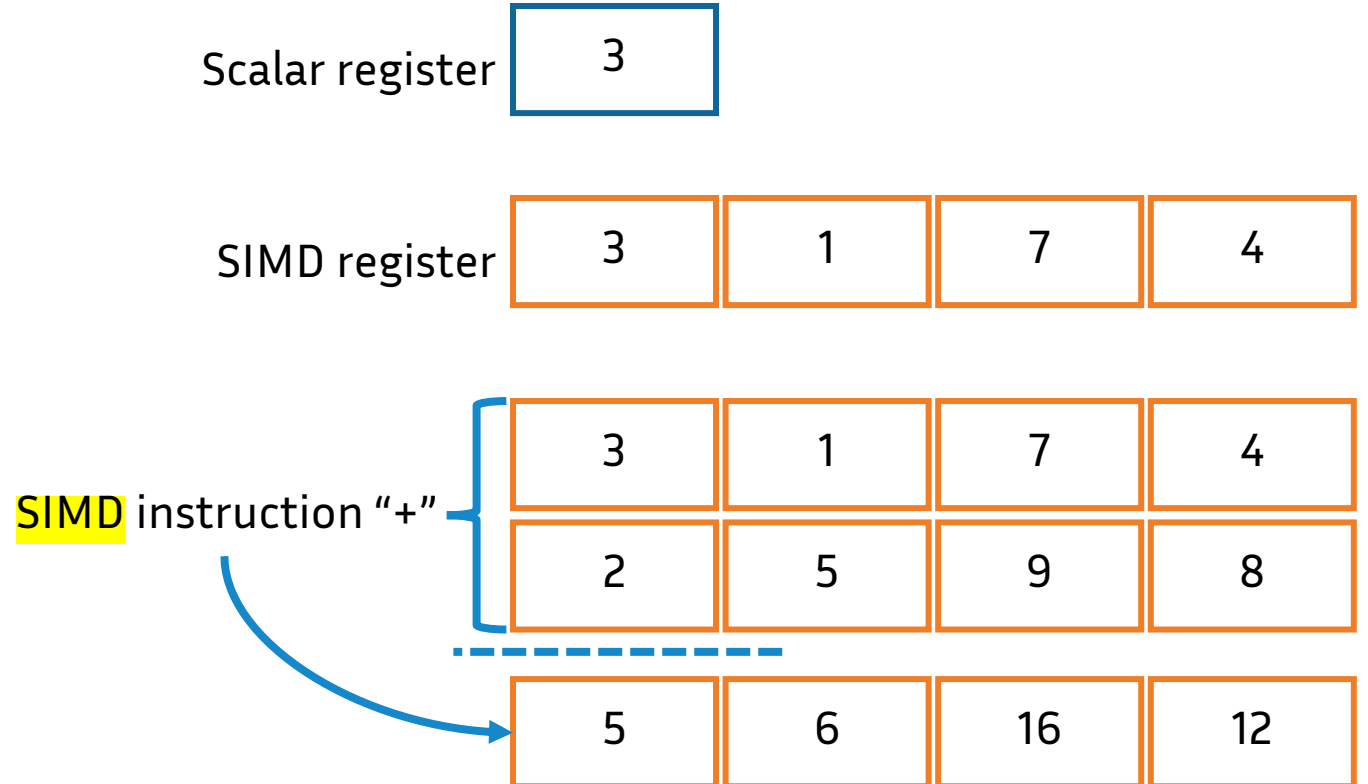 Scalar register 3
SIMD register 3 1 7 4
3 1 7 4
SIMD instruction “+”
2 5 9 8
5 6 16 12